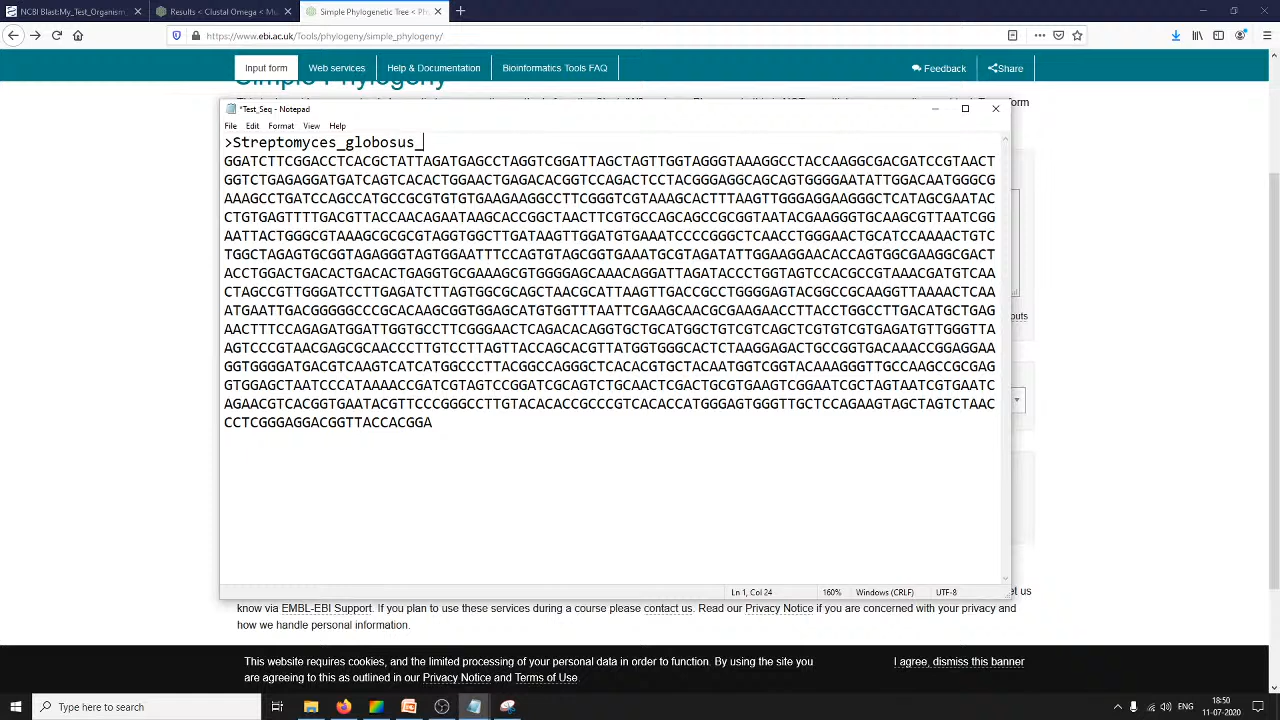 NCBI Blast:My_Test_Organism
Results < Clustal Omega < Mu
Simple Phylogenetic Tree < Ph
https://www.ebi.ac.uk/Tools/phylogeny/simple_phylogeny/
Input form
Web services
Help & Documentation
Bioinformatics Tools FAQ
Feedback
Share
Simple Phylogeny
*Test_Seq - Notepad
File Edit Format View Help
>Streptomyces_globosus_
GGATCTTCGGACCTCACGCTATTAGATGAGCCTAGGTCGGATTAGCTAGTTGGTAGGGTAAAGGCCTACCAAGGCGACGATCCGTAACT
GGTCTGAGAGGATGATCAGTCACACTGGAACTGAGACACGGTCCAGACTCCTACGGGAGGCAGCAGTGGGGAATATTGGACAATGGGCG
AAAGCCTGATCCAGCCATGCCGCGTGTGTGAAGAAGGCCTTCGGGTCGTAAAGCACTTTAAGTTGGGAGGAAGGGCTCATAGCGAATAC
CTGTGAGTTTTGACGTTACCAACAGAATAAGCACCGGCTAACTTCGTGCCAGCAGCCGCGGTAATACGAAGGGTGCAAGCGTTAATCGG
AATTACTGGGCGTAAAGCGCGCGTAGGTGGCTTGATAAGTTGGATGTGAAATCCCCGGGCTCAACCTGGGAACTGCATCCAAAACTGTC
TGGCTAGAGTGCGGTAGAGGGTAGTGGAATTTCCAGTGTAGCGGTGAAATGCGTAGATATTGGAAGGAACACCAGTGGCGAAGGCGACT
ACCTGGACTGACACTGACACTGAGGTGCGAAAGCGTGGGGAGCAAACAGGATTAGATACCCTGGTAGTCCACGCCGTAAACGATGTCAA
CTAGCCGTTGGGATCCTTGAGATCTTAGTGGCGCAGCTAACGCATTAAGTTGACCGCCTGGGGAGTACGGCCGCAAGGTTAAAACTCAA
ATGAATTGACGGGGGCCCGCACAAGCGGTGGAGCATGTGGTTTAATTCGAAGCAACGCGAAGAACCTTACCTGGCCTTGACATGCTGAG
AACTTTCCAGAGATGGATTGGTGCCTTCGGGAACTCAGACACAGGTGCTGCATGGCTGTCGTCAGCTCGTGTCGTGAGATGTTGGGTTA
AGTCCCGTAACGAGCGCAACCCTTGTCCTTAGTTACCAGCACGTTATGGTGGGCACTCTAAGGAGACTGCCGGTGACAAACCGGAGGAA
GGTGGGGATGACGTCAAGTCATCATGGCCCTTACGGCCAGGGCTCACACGTGCTACAATGGTCGGTACAAAGGGTTGCCAAGCCGCGAG
GTGGAGCTAATCCCATAAAACCGATCGTAGTCCGGATCGCAGTCTGCAACTCGACTGCGTGAAGTCGGAATCGCTAGTAATCGTGAATC
AGAACGTCACGGTGAATACGTTCCCGGGCCTTGTACACACCGCCCGTCACACCATGGGAGTGGGTTGCTCCAGAAGTAGCTAGTCTAAC
CCTCGGGAGGACGGTTACCACGGA
Ln 1, Col 24
160%
Windows (CRLF)
UTF-8
know via EMBL-EBI Support. If you plan to use these services during a course please contact us. Read our Privacy Notice if you are concerned with your privacy and
how we handle personal information.
This website requires cookies, and the limited processing of your personal data in order to function. By using the site you
are agreeing to this as outlined in our Privacy Notice and Terms of Use.
I agree, dismiss this banner
Type here to search
ENG
18:50
11-07-2020